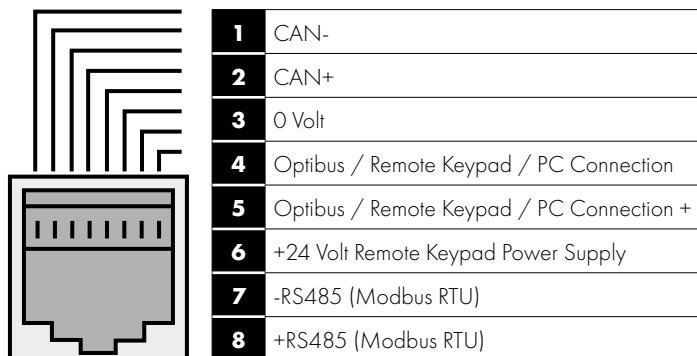 1 CAN-
2 CAN+
3 0 Volt
4 Optibus / Remote Keypad / PC Connection
5 Optibus / Remote Keypad / PC Connection +
6 +24 Volt Remote Keypad Power Supply
7 -RS485 (Modbus RTU)
8 +RS485 (Modbus RTU)